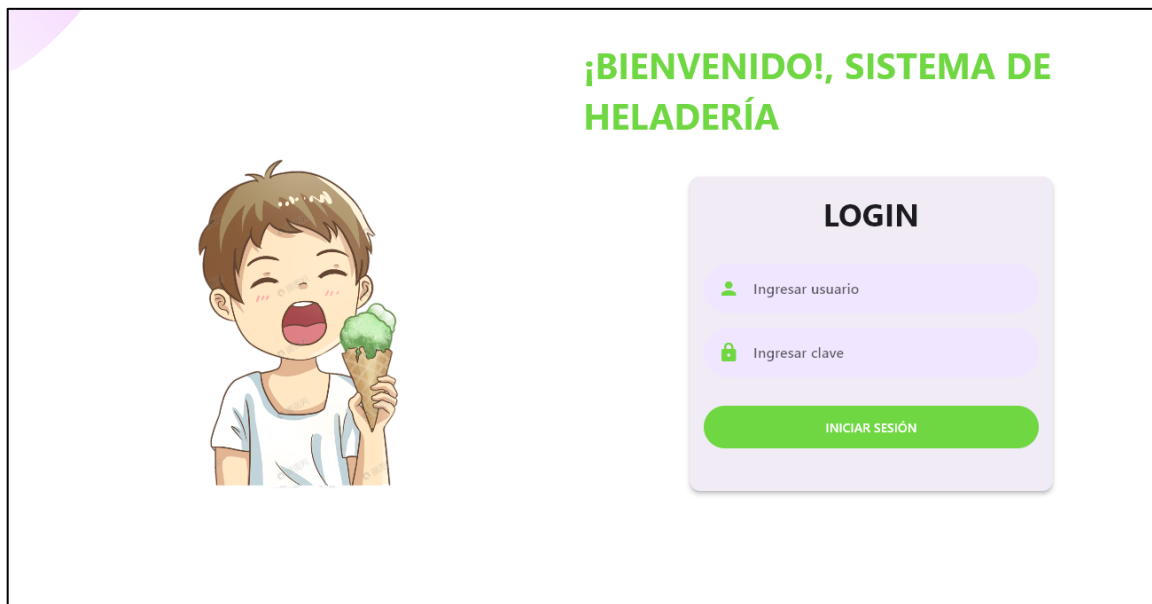 ¡BIENVENIDO!, SISTEMA DE
HELADERÍA
LOGIN
Ingresar usuario
Ingresar clave
INICIAR SESIÓN